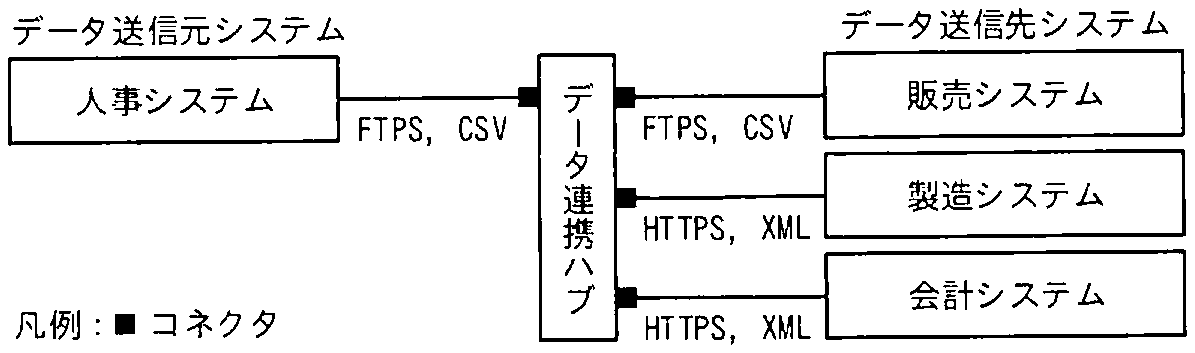 データ送信元システム
人事システム
FTPS, CSV
データ連携ハブ
データ送信先システム
販売システム
FTPS, CSV
製造システム
HTTPS, XML
会計システム
HTTPS, XML
凡例：■ コネクタ